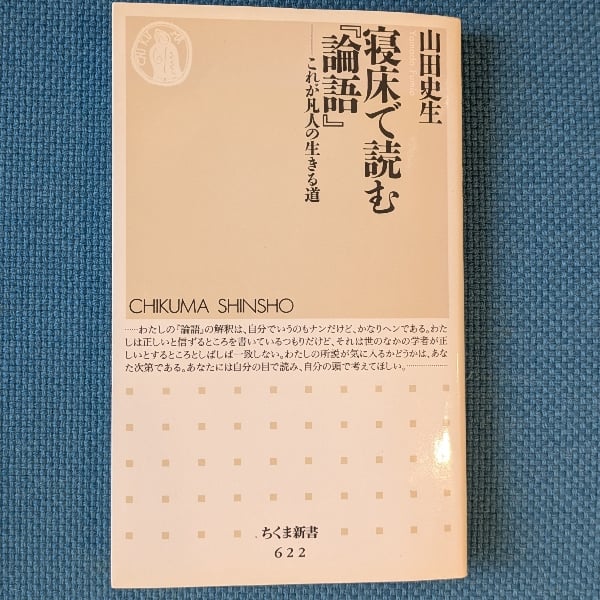 山田史生
Yamada Fumio
寝床で読む
『論語』
──これが凡人の生きる道
CHIKUMA
CHIKUMA SHINSHO
……わたしの『論語』の解釈は、自分でいうのもナンだけど、かなりヘンである。わた
しは正しいと信ずるところを書いているつもりだけど、それは世のなかの学者が正
しいとするところとしばしば一致しない。わたしの所説が気に入るかどうかは、あな
た次第である。あなたには自分の目で読み、自分の頭で考えてほしい。……
ちくま新書
622